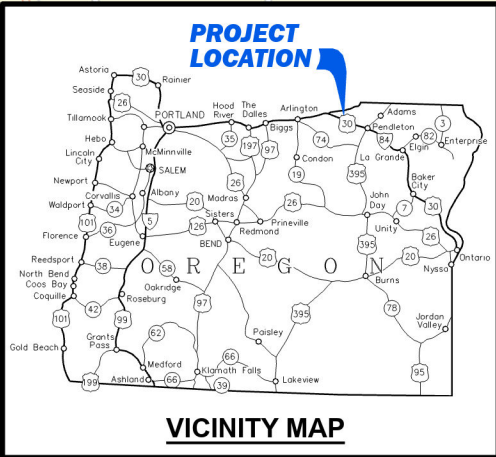 PROJECT
LOCATION
Astoria
30
Rainier
Seaside
26
Tillamook
PORTLAND
Hood
River
The
Dalles
Biggs
Arlington
30
Adams
Pendleton
3
84
82
Elgin
Enterprise
Hebo
McMinnville
35
197
97
74
La Grande
Lincoln
City
SALEM
Condon
395
Baker
City
Newport
Albany
26
19
30
Corvallis
Madras
John
Day
7
Waldport
34
20
26
Sisters
Prineville
Unity
101
5
126
Redmond
26
Florence
36
Eugene
BEND
395
20
Ontario
Reedsport
38
OREGON
58
20
Nyssa
North Bend
Coos Bay
Oakridge
Burns
Coquille
Roseburg
97
78
42
395
101
99
Jordan
Valley
62
Paisley
Gold Beach
Grants
Pass
66
Medford
Klamath Falls
95
199
Ashland
66
39
Lakeview
VICINITY MAP